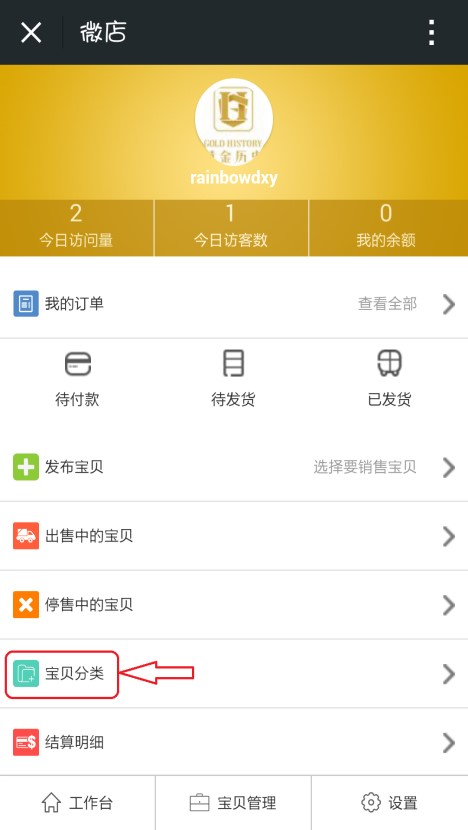 微店
GOLD HISTORY
金历史
rainbowdxy
2 1 0
今日访问量 今日访客数 我的余额
我的订单 查看全部
待付款 待发货 已发货
发布宝贝 选择要销售宝贝
出售中的宝贝
停售中的宝贝
宝贝分类
结算明细
工作台 宝贝管理 设置